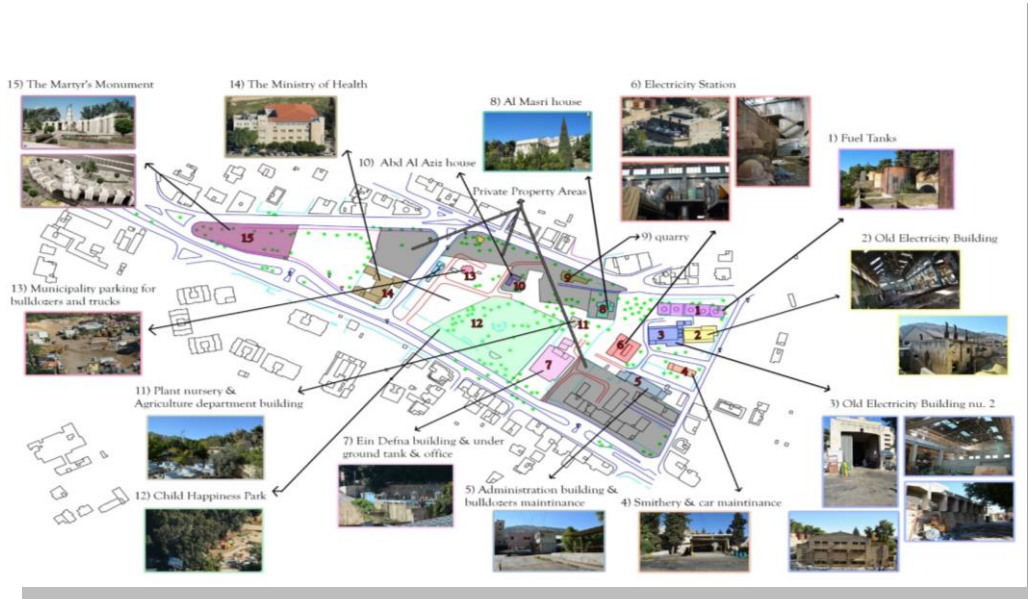 15) The Martyr's Monument
14) The Ministry of Health
6) Electricity Station
8) Al Masri house
1) Fuel Tanks
10) Abd Al Aziz house
Private Property Areas
9) quarry
2) Old Electricity Building
13) Municipality parking for
bulldogers and trucks
15
13
14
10
9
8
12
11
1
6
3
2
7
4
5
11) Plant nursery &
Agriculture department building
3) Old Electricity Building nu. 2
7) Ein Defna building & under
ground tank & office
12) Child Happiness Park
5) Administration building &
bulldogers maintinance
4) Smithery & car maintinance